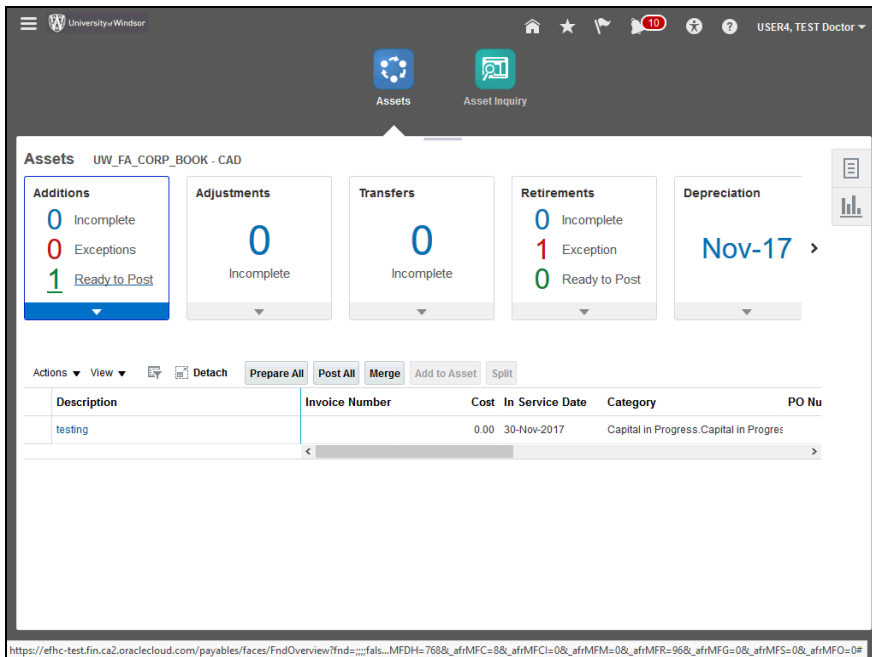 University of Windsor
10
USER4, TEST Doctor
Assets
Asset Inquiry
Assets UW_FA_CORP_BOOK - CAD
Additions
0 Incomplete
0 Exceptions
1 Ready to Post
Adjustments
0
Incomplete
Transfers
0
Incomplete
Retirements
0 Incomplete
1 Exception
0 Ready to Post
Depreciation
Nov-17
Actions View Detach Prepare All Post All Merge Add to Asset Split
Description Invoice Number Cost In Service Date Category PO Nu
testing 0.00 30-Nov-2017 Capital in Progress.Capital in Progres
https://efhc-test.fin.ca2.oraclecloud.com/payables/faces/FndOverview?fnd=;;;;fals...MFDH=768&_afrMFC=8&_afrMFCI=0&_afrMFM=0&_afrMFR=96&_afrMFG=0&_afrMFS=0&_afrMFO=0#